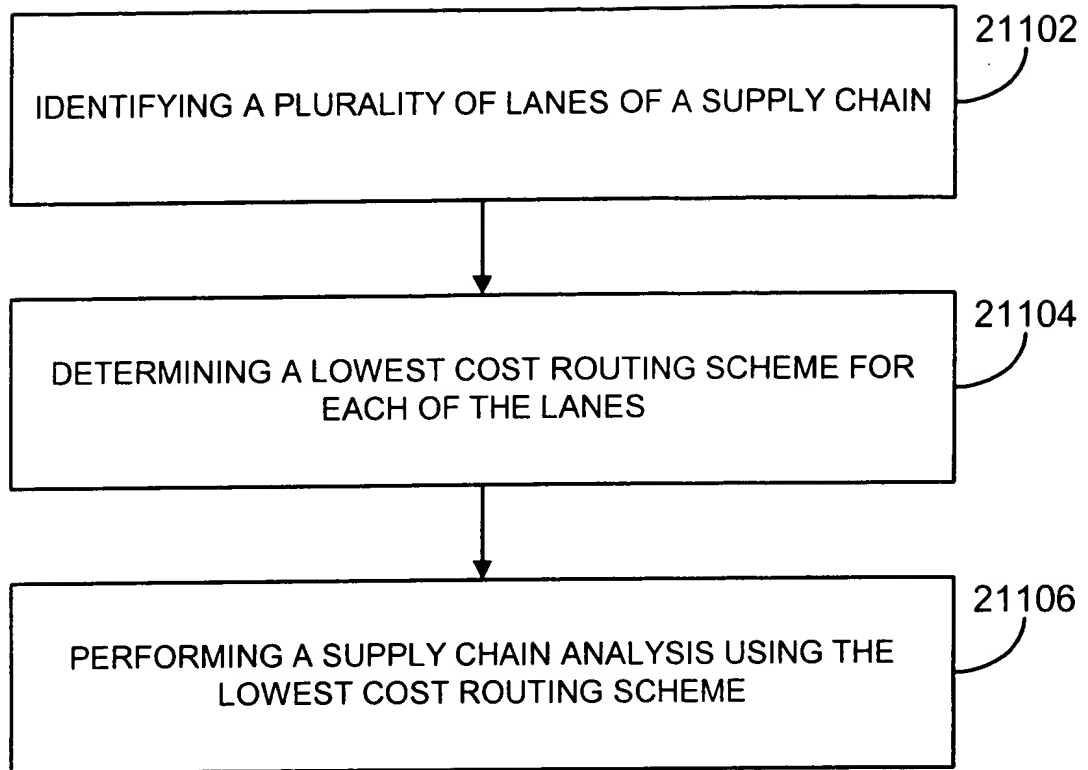 21102
IDENTIFYING A PLURALITY OF LANES OF A SUPPLY CHAIN
21104
DETERMINING A LOWEST COST ROUTING SCHEME FOR
EACH OF THE LANES
21106
PERFORMING A SUPPLY CHAIN ANALYSIS USING THE
LOWEST COST ROUTING SCHEME